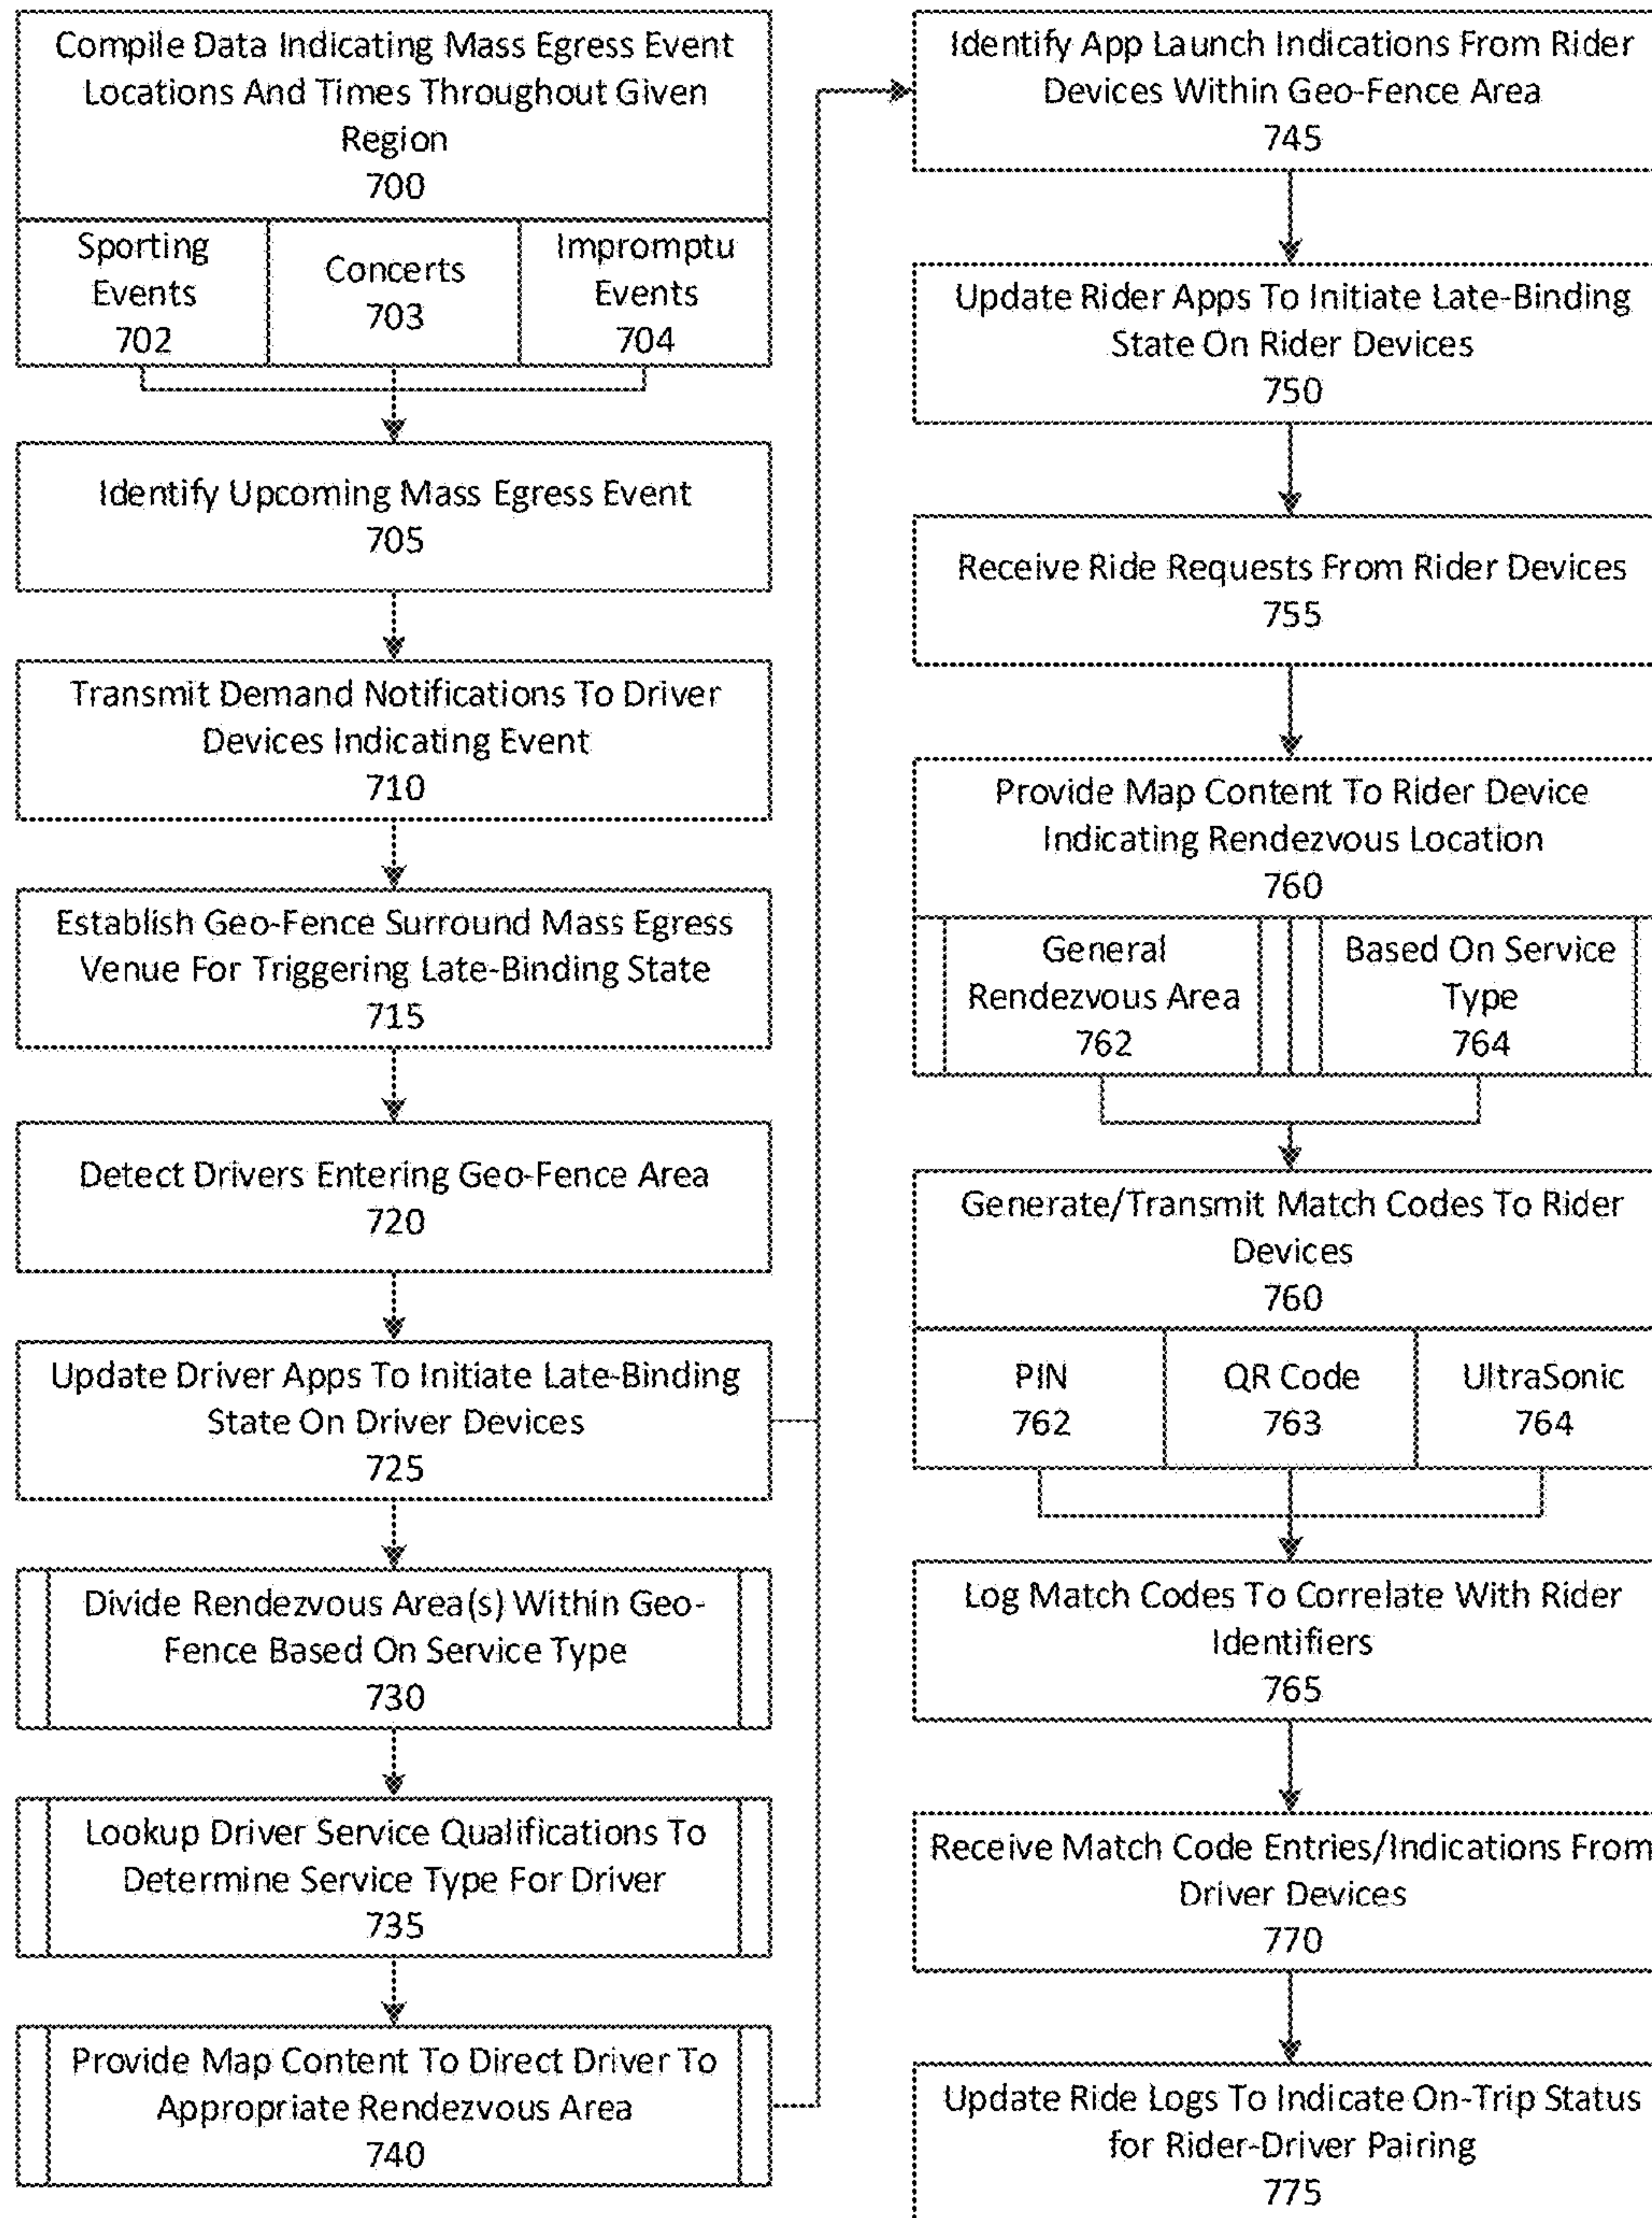 Compile Data Indicating Mass Egress Event
Locations And Times Throughout Given
Region
700
Sporting
Events
702
Concerts
703
Impromptu
Events
704
Identify Upcoming Mass Egress Event
705
Transmit Demand Notifications To Driver
Devices Indicating Event
710
Establish Geo-Fence Surround Mass Egress
Venue For Triggering Late-Binding State
715
Detect Drivers Entering Geo-Fence Area
720
Update Driver Apps To Initiate Late-Binding
State On Driver Devices
725
Divide Rendezvous Area(s) Within Geo-
Fence Based On Service Type
730
Lookup Driver Service Qualifications To
Determine Service Type For Driver
735
Provide Map Content To Direct Driver To
Appropriate Rendezvous Area
740
Identify App Launch Indications From Rider
Devices Within Geo-Fence Area
745
Update Rider Apps To Initiate Late-Binding
State On Rider Devices
750
Receive Ride Requests From Rider Devices
755
Provide Map Content To Rider Device
Indicating Rendezvous Location
760
General
Rendezvous Area
762
Based On Service
Type
764
Generate/Transmit Match Codes To Rider
Devices
760
PIN
762
QR Code
763
UltraSonic
764
Log Match Codes To Correlate With Rider
Identifiers
765
Receive Match Code Entries/Indications From
Driver Devices
770
Update Ride Logs To Indicate On-Trip Status
for Rider-Driver Pairing
775